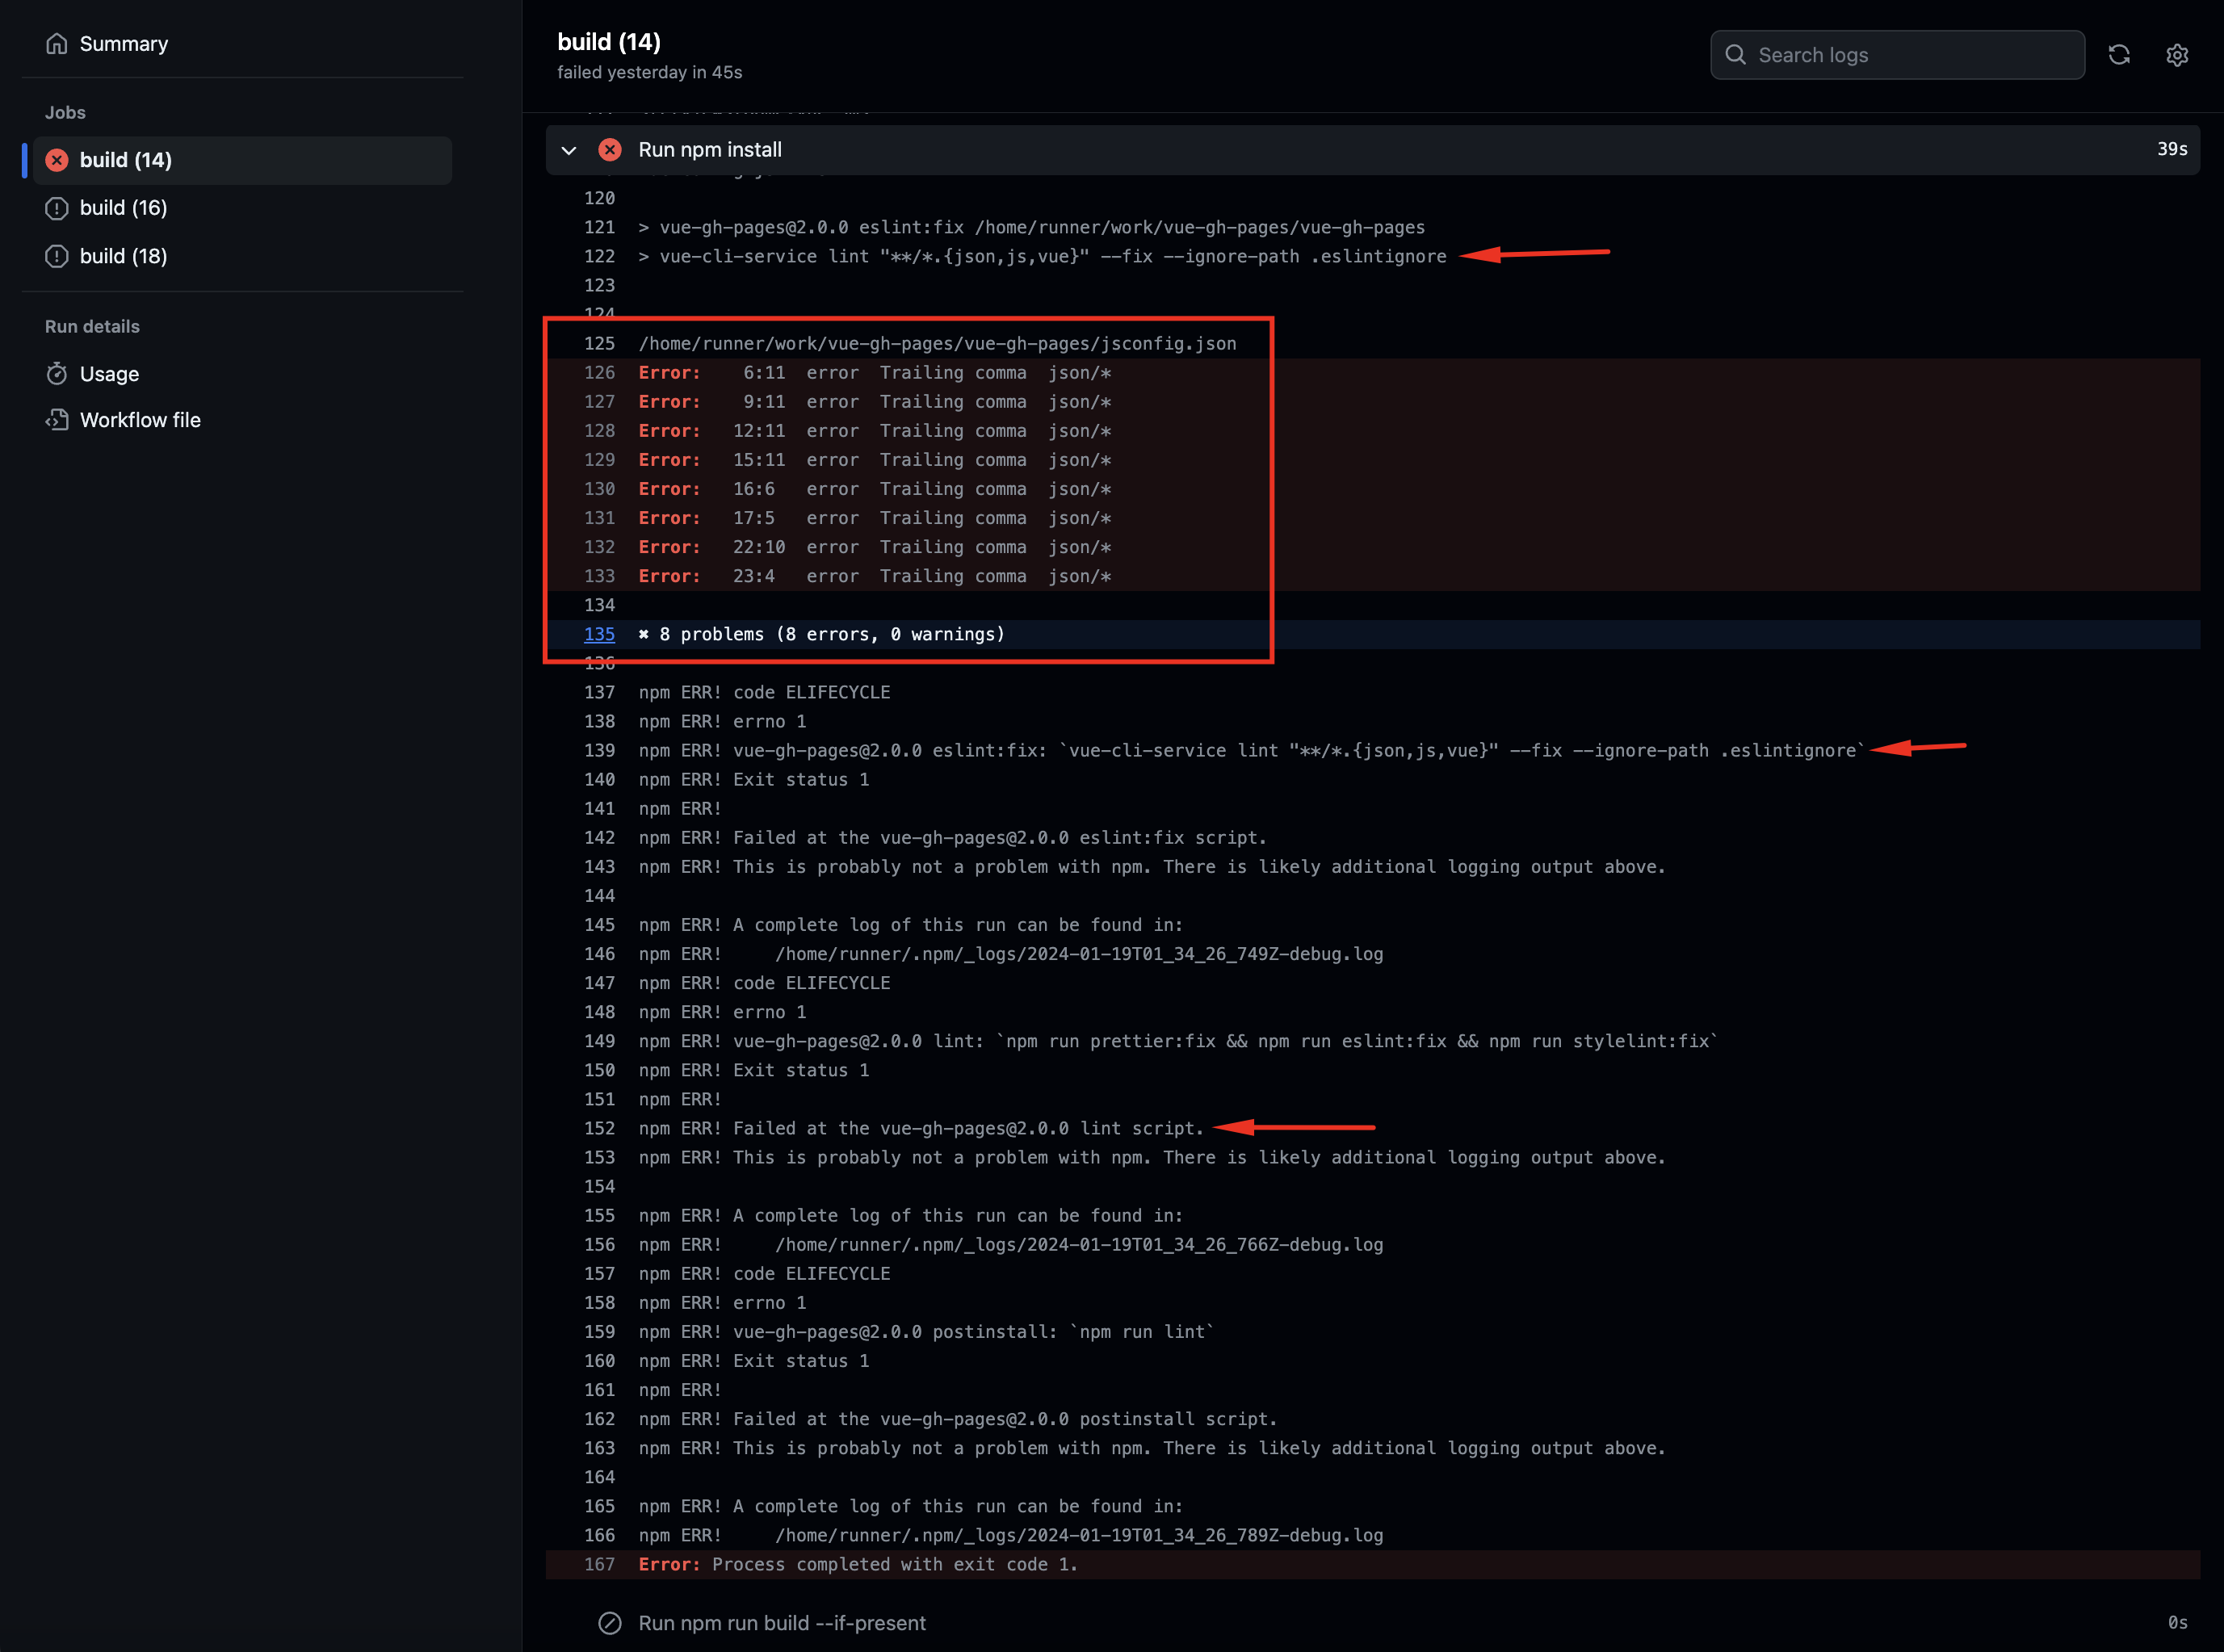 Summary
Jobs
build (14)
build (16)
build (18)
Run details
Usage
Workflow file
build (14)
failed yesterday in 45s
Search logs
Run npm install 39s
120
121 > vue-gh-pages@2.0.0 eslint:fix /home/runner/work/vue-gh-pages/vue-gh-pages
122 > vue-cli-service lint "**/*.{json,js,vue}" --fix --ignore-path .eslintignore
123
124
125 /home/runner/work/vue-gh-pages/vue-gh-pages/jsconfig.json
126 Error: 6:11 error Trailing comma json/*
127 Error: 9:11 error Trailing comma json/*
128 Error: 12:11 error Trailing comma json/*
129 Error: 15:11 error Trailing comma json/*
130 Error: 16:6 error Trailing comma json/*
131 Error: 17:5 error Trailing comma json/*
132 Error: 22:10 error Trailing comma json/*
133 Error: 23:4 error Trailing comma json/*
134
135 ✖ 8 problems (8 errors, 0 warnings)
136
137 npm ERR! code ELIFECYCLE
138 npm ERR! errno 1
139 npm ERR! vue-gh-pages@2.0.0 eslint:fix: `vue-cli-service lint "**/*.{json,js,vue}" --fix --ignore-path .eslintignore`
140 npm ERR! Exit status 1
141 npm ERR!
142 npm ERR! Failed at the vue-gh-pages@2.0.0 eslint:fix script.
143 npm ERR! This is probably not a problem with npm. There is likely additional logging output above.
144
145 npm ERR! A complete log of this run can be found in:
146 npm ERR!     /home/runner/.npm/_logs/2024-01-19T01_34_26_749Z-debug.log
147 npm ERR! code ELIFECYCLE
148 npm ERR! errno 1
149 npm ERR! vue-gh-pages@2.0.0 lint: `npm run prettier:fix && npm run eslint:fix && npm run stylelint:fix`
150 npm ERR! Exit status 1
151 npm ERR!
152 npm ERR! Failed at the vue-gh-pages@2.0.0 lint script.
153 npm ERR! This is probably not a problem with npm. There is likely additional logging output above.
154
155 npm ERR! A complete log of this run can be found in:
156 npm ERR!     /home/runner/.npm/_logs/2024-01-19T01_34_26_766Z-debug.log
157 npm ERR! code ELIFECYCLE
158 npm ERR! errno 1
159 npm ERR! vue-gh-pages@2.0.0 postinstall: `npm run lint`
160 npm ERR! Exit status 1
161 npm ERR!
162 npm ERR! Failed at the vue-gh-pages@2.0.0 postinstall script.
163 npm ERR! This is probably not a problem with npm. There is likely additional logging output above.
164
165 npm ERR! A complete log of this run can be found in:
166 npm ERR!     /home/runner/.npm/_logs/2024-01-19T01_34_26_789Z-debug.log
167 Error: Process completed with exit code 1.
Run npm run build --if-present 0s